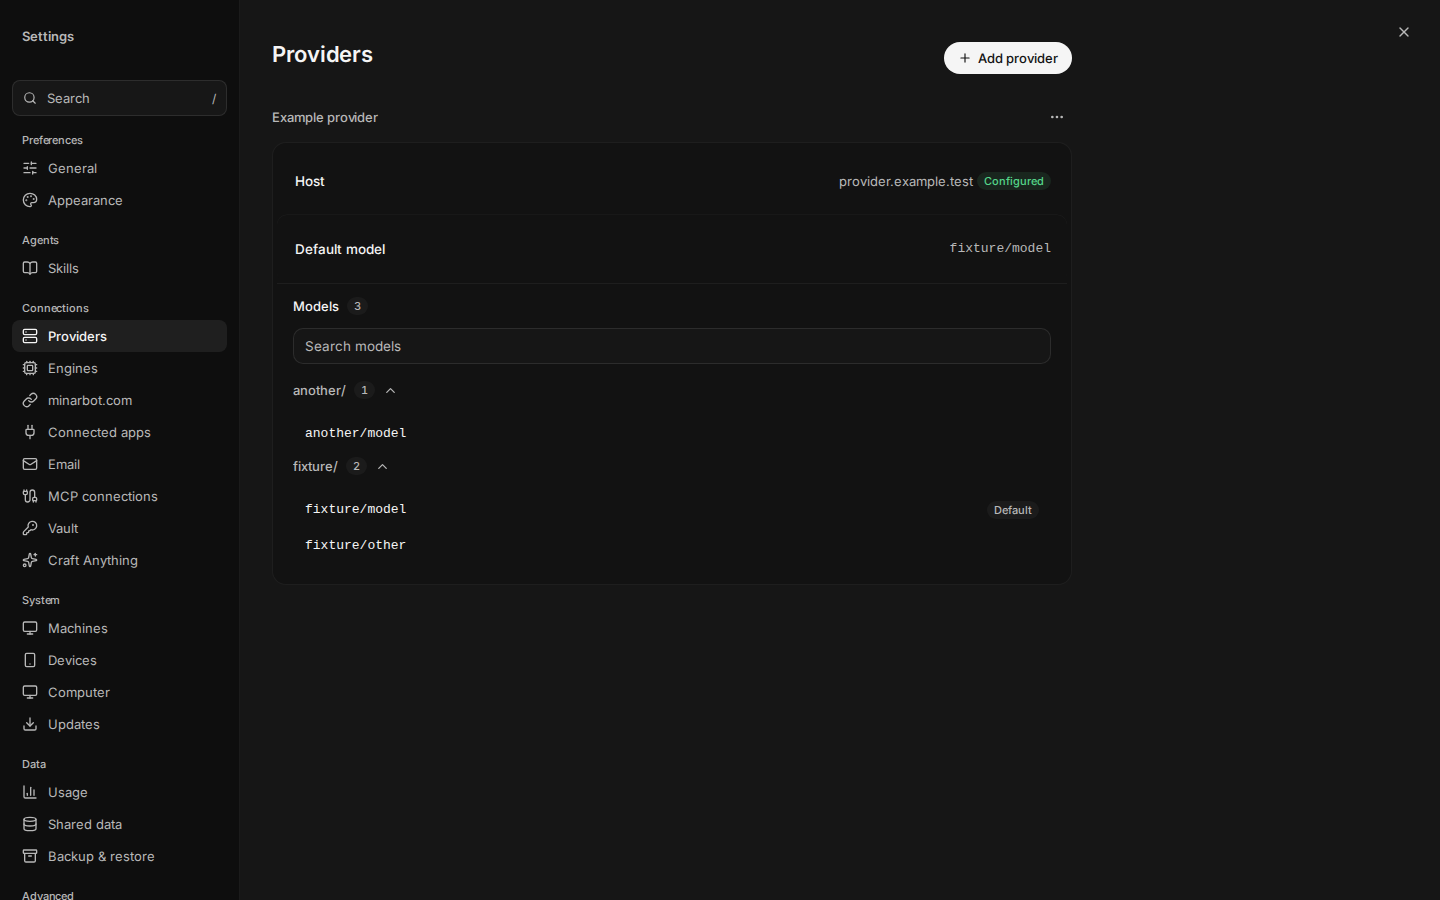 Settings
Search /
Preferences
General
Appearance
Agents
Skills
Connections
Providers
Engines
minarbot.com
Connected apps
Email
MCP connections
Vault
Craft Anything
System
Machines
Devices
Computer
Updates
Data
Usage
Shared data
Backup & restore
Advanced
Providers
Add provider
Example provider
Host provider.example.test Configured
Default model fixture/model
Models 3
Search models
another/ 1
another/model
fixture/ 2
fixture/model Default
fixture/other